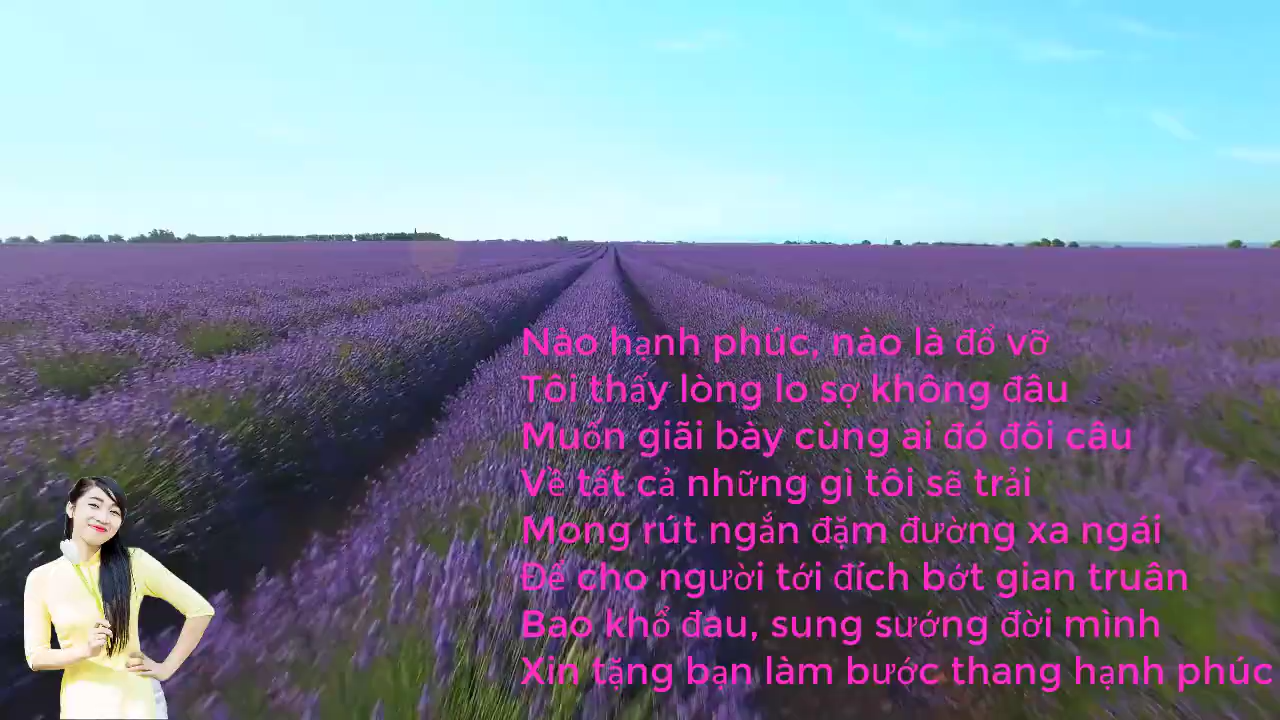 Nào hạnh phúc, nào là đổ vỡ
Tôi thấy lòng lo sợ không đâu
Muốn giãi bày cùng ai đó đôi câu
Về tất cả những gì tôi sẽ trải
Mong rút ngắn đặm đường xa ngái
Để cho người tới đích bớt gian truân
Bao khổ đau, sung sướng đời mình
Xin tặng bạn làm bước thang hạnh phúc